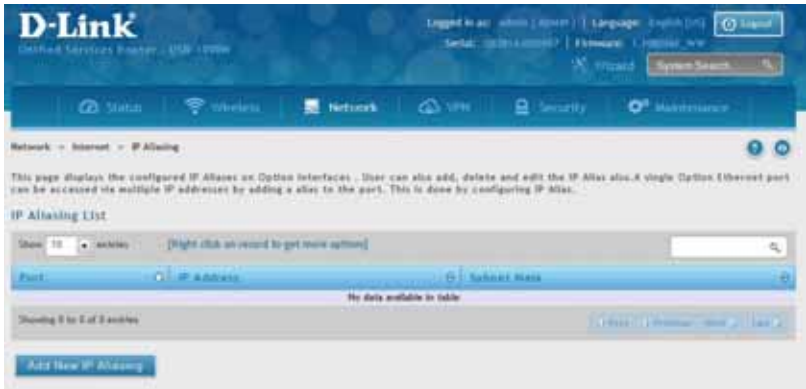 D-Link
Logged in as: admin ( ADMIN ) | Language: English [US]
Logout
Unified Services Router -
Serial: | Firmware:
Wizard
System Search...
Status
Wireless
Network
VPN
Security
Maintenance
Network » Internet » IP Aliasing
This page displays the configured IP Aliases on Option interfaces . User can also add, delete and edit the IP Alias also.A single Option Ethernet port
can be accessed via multiple IP addresses by adding a alias to the port. This is done by configuring IP Alias.
IP Aliasing List
Show 10 entries
[Right click on record to get more options]
Port
IP Address
Subnet Mask
No data available in table
Showing 0 to 0 of 0 entries
First
Previous
Next
Last
Add New IP Aliasing